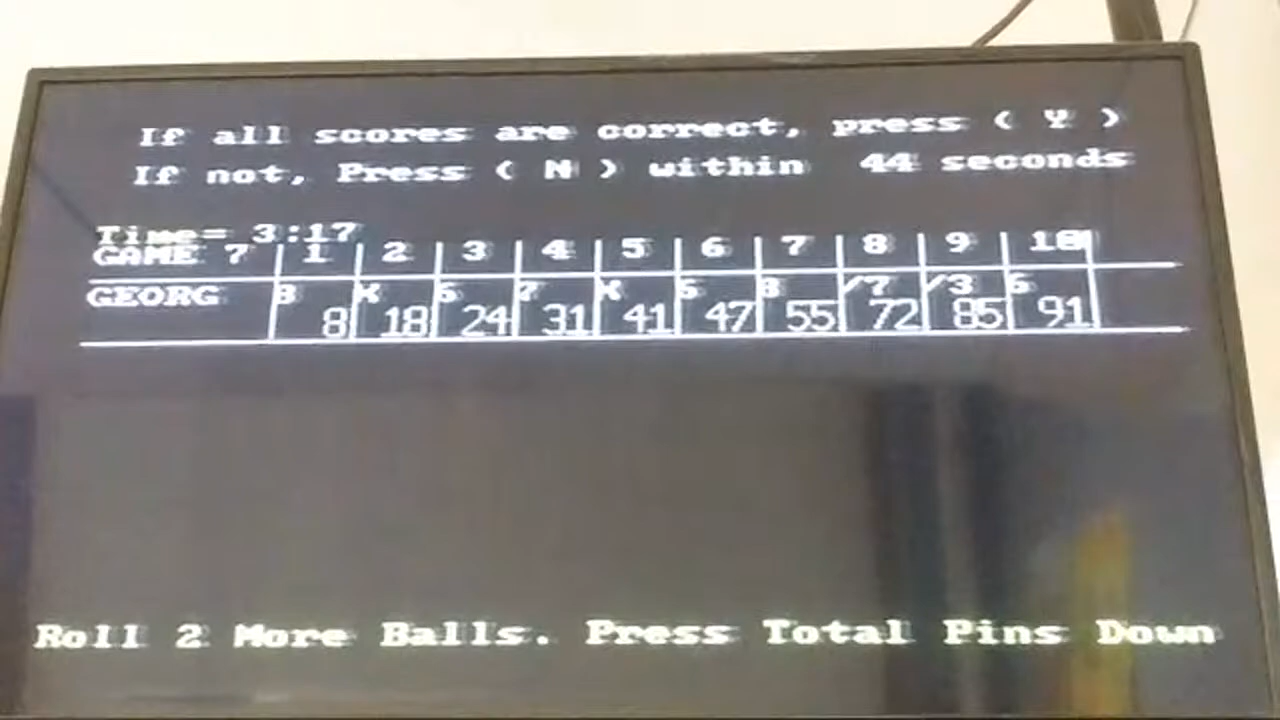 If all scores are correct, press ( Y )
If not, Press ( N ) within 44 seconds
Time= 3:17
GAME 7 1 2 3 4 5 6 7 8 9 10
GEORG 8 X 6 7 X 6 8 /7 /3 6
8 18 24 31 41 47 55 72 85 91
Roll 2 More Balls. Press Total Pins Down